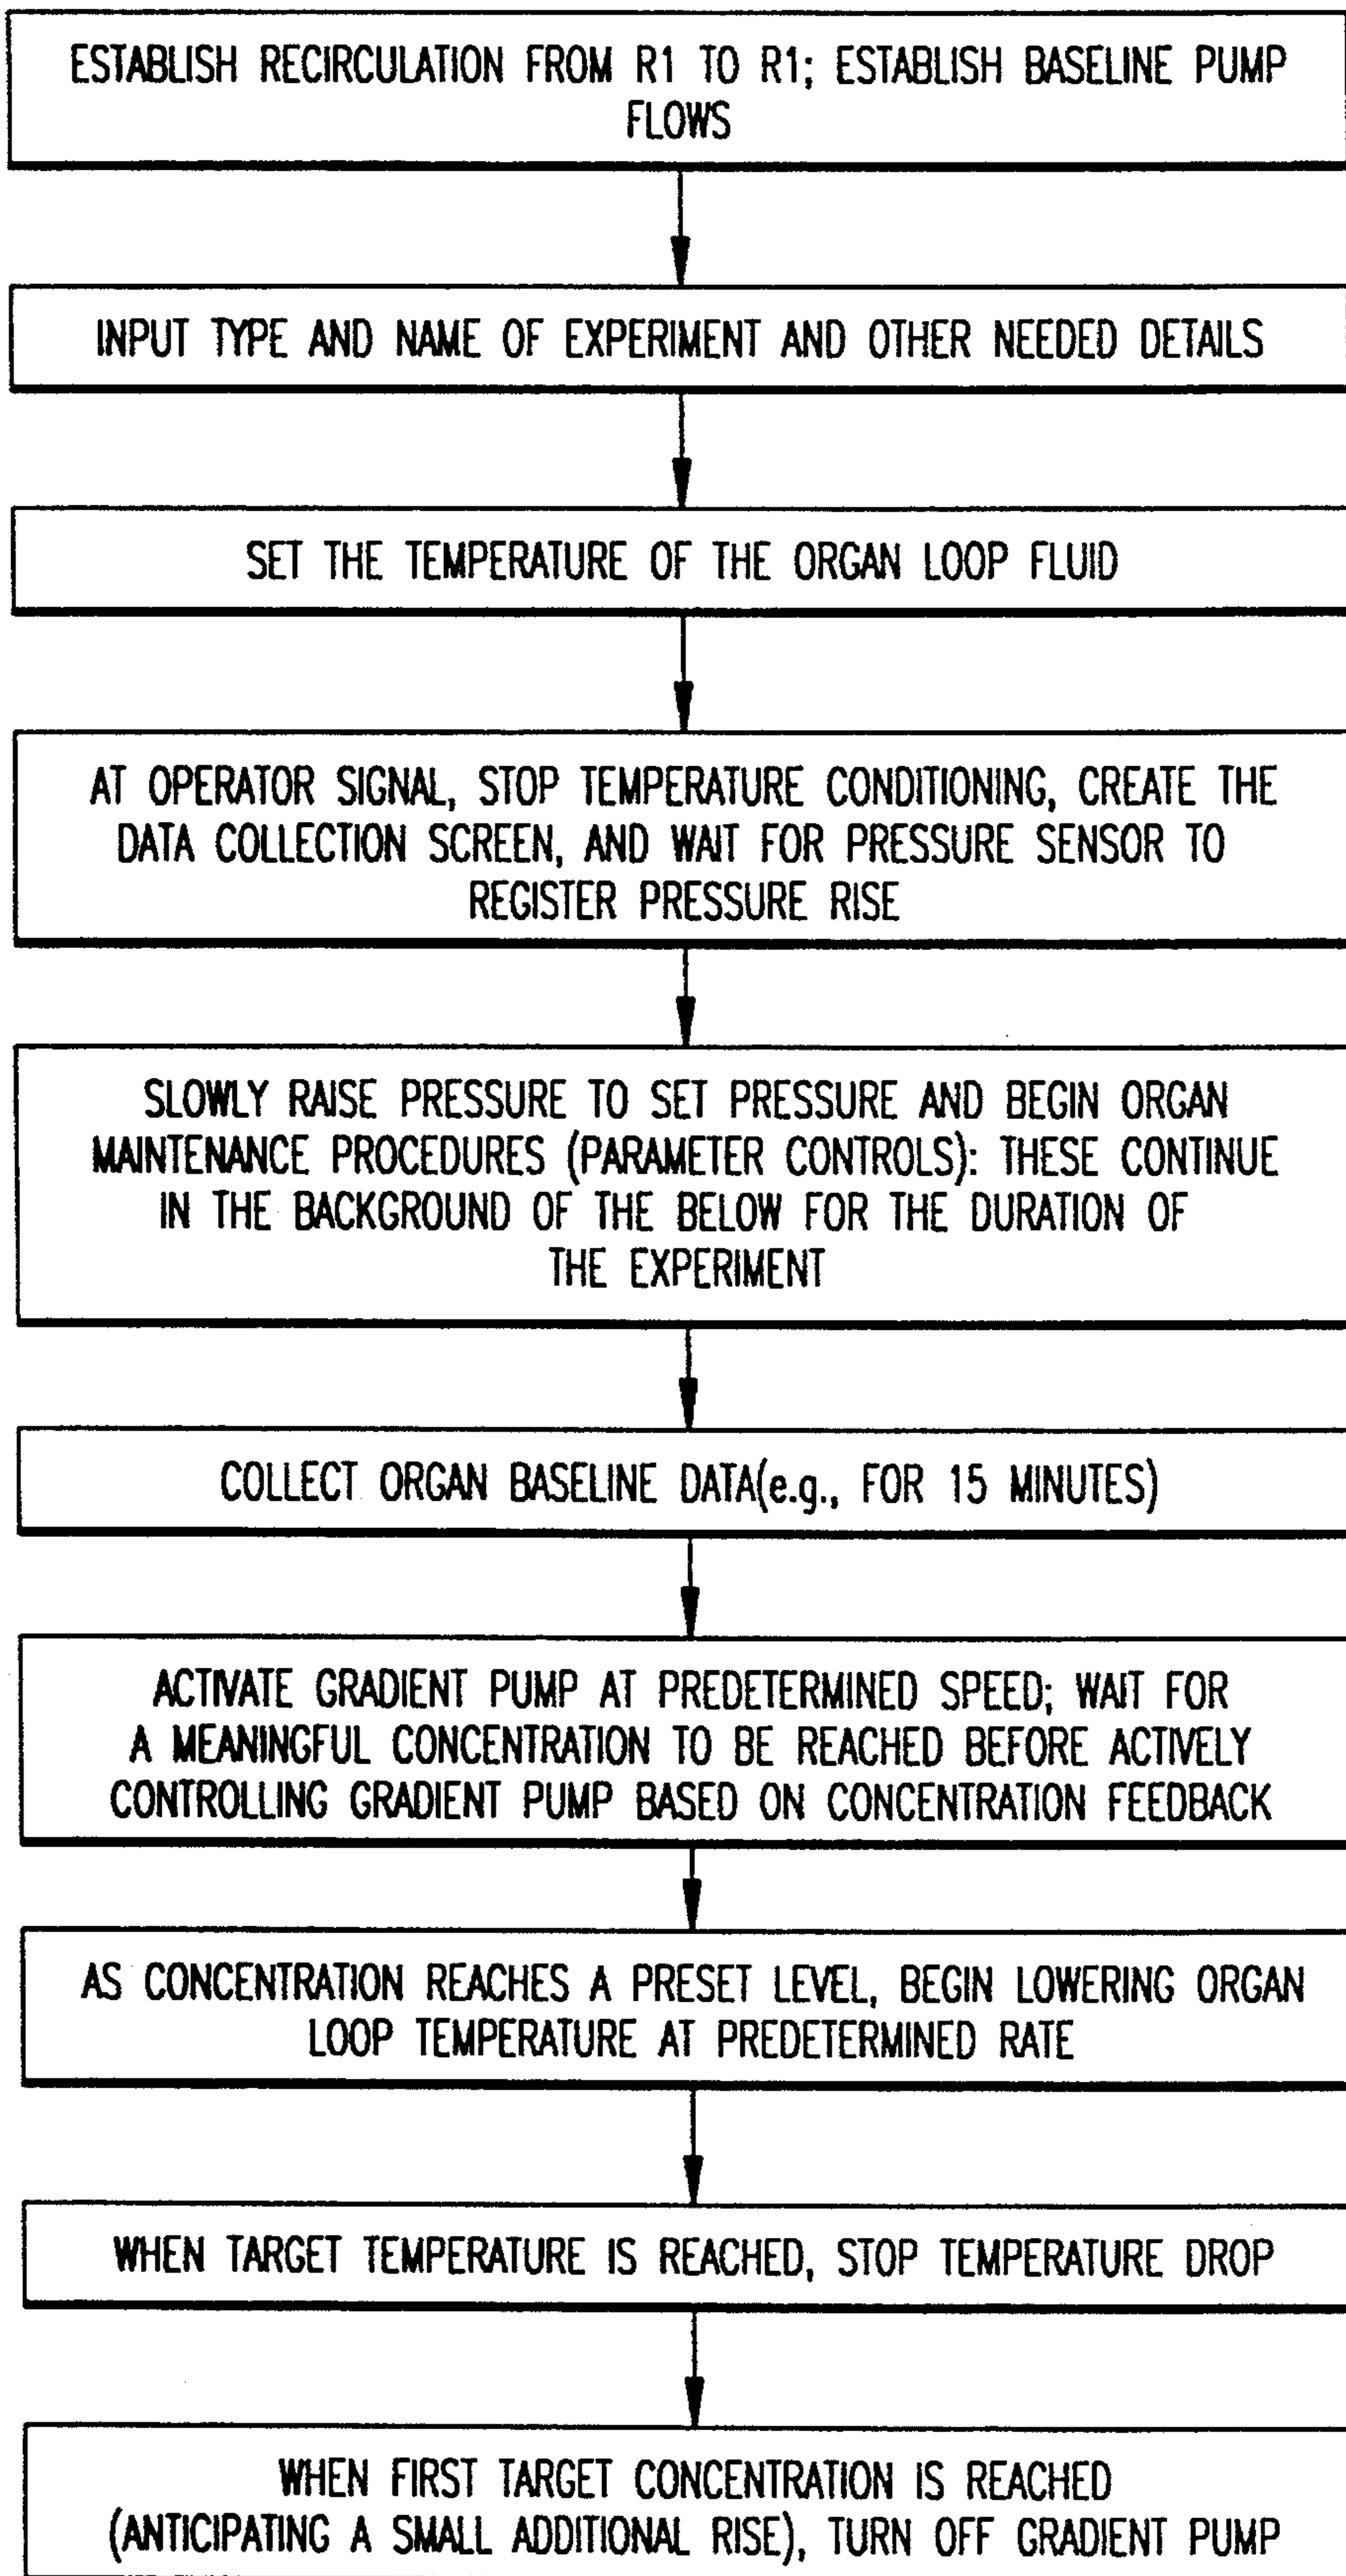 ESTABLISH RECIRCULATION FROM R1 TO R1; ESTABLISH BASELINE PUMP
FLOWS
INPUT TYPE AND NAME OF EXPERIMENT AND OTHER NEEDED DETAILS
SET THE TEMPERATURE OF THE ORGAN LOOP FLUID
AT OPERATOR SIGNAL, STOP TEMPERATURE CONDITIONING, CREATE THE
DATA COLLECTION SCREEN, AND WAIT FOR PRESSURE SENSOR TO
REGISTER PRESSURE RISE
SLOWLY RAISE PRESSURE TO SET PRESSURE AND BEGIN ORGAN
MAINTENANCE PROCEDURES (PARAMETER CONTROLS): THESE CONTINUE
IN THE BACKGROUND OF THE BELOW FOR THE DURATION OF
THE EXPERIMENT
COLLECT ORGAN BASELINE DATA(e.g., FOR 15 MINUTES)
ACTIVATE GRADIENT PUMP AT PREDETERMINED SPEED; WAIT FOR
A MEANINGFUL CONCENTRATION TO BE REACHED BEFORE ACTIVELY
CONTROLLING GRADIENT PUMP BASED ON CONCENTRATION FEEDBACK
AS CONCENTRATION REACHES A PRESET LEVEL, BEGIN LOWERING ORGAN
LOOP TEMPERATURE AT PREDETERMINED RATE
WHEN TARGET TEMPERATURE IS REACHED, STOP TEMPERATURE DROP
WHEN FIRST TARGET CONCENTRATION IS REACHED
(ANTICIPATING A SMALL ADDITIONAL RISE), TURN OFF GRADIENT PUMP